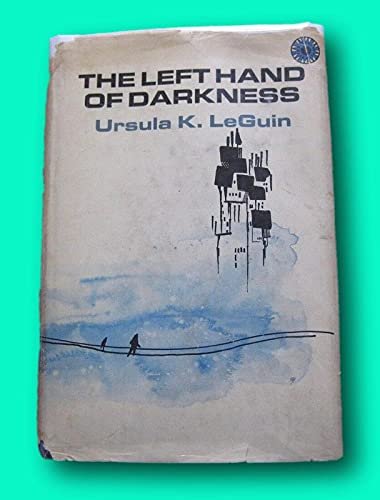 THE LEFT HAND
OF DARKNESS
Ursula K. LeGuin